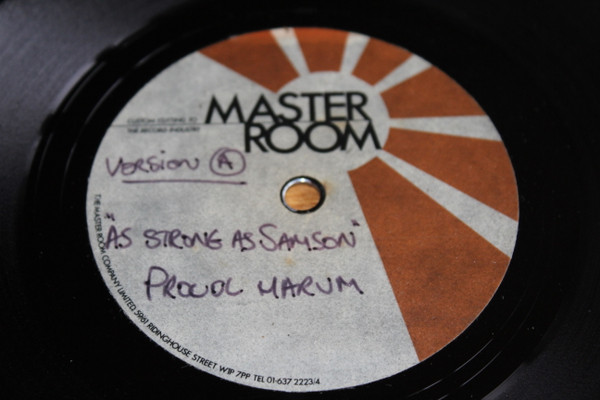 MASTER
ROOM
CUSTOM CUTTING TO
THE RECORD INDUSTRY
VERSION A
"AS STRONG AS SAMSON"
PROCOL HARUM
THE MASTER ROOM COMPANY LIMITED 59/61 RIDINGHOUSE STREET W1P 7PP TEL 01-637 2223/4